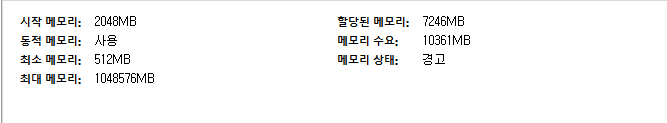 시작 메모리: 2048MB 할당된 메모리: 7246MB
동적 메모리: 사용 메모리 수요: 10361MB
최소 메모리: 512MB 메모리 상태: 경고
최대 메모리: 1048576MB